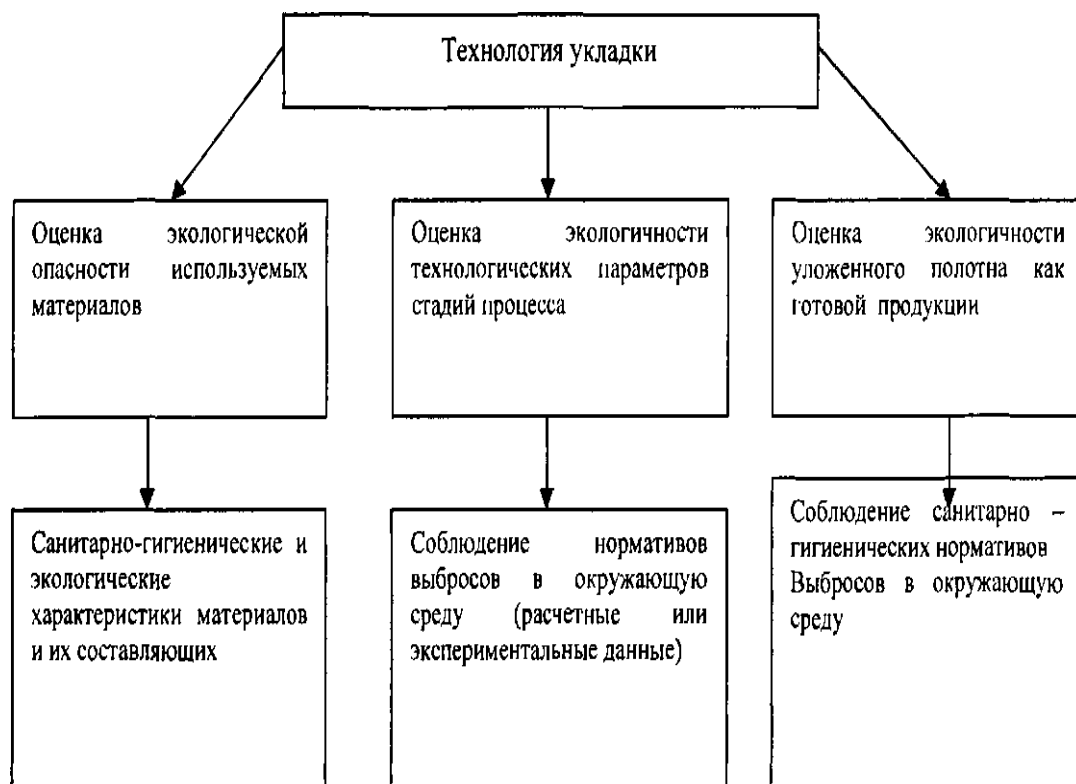 Технология укладки
Оценка экологической
опасности используемых
материалов
Оценка экологичности
технологических параметров
стадий процесса
Оценка экологичности
уложенного полотна как
готовой продукции
Санитарно-гигиенические и
экологические
характеристики материалов
и их составляющих
Соблюдение нормативов
выбросов в окружающую
среду (расчетные или
экспериментальные данные)
Соблюдение санитарно –
гигиенических нормативов
Выбросов в окружающую
среду